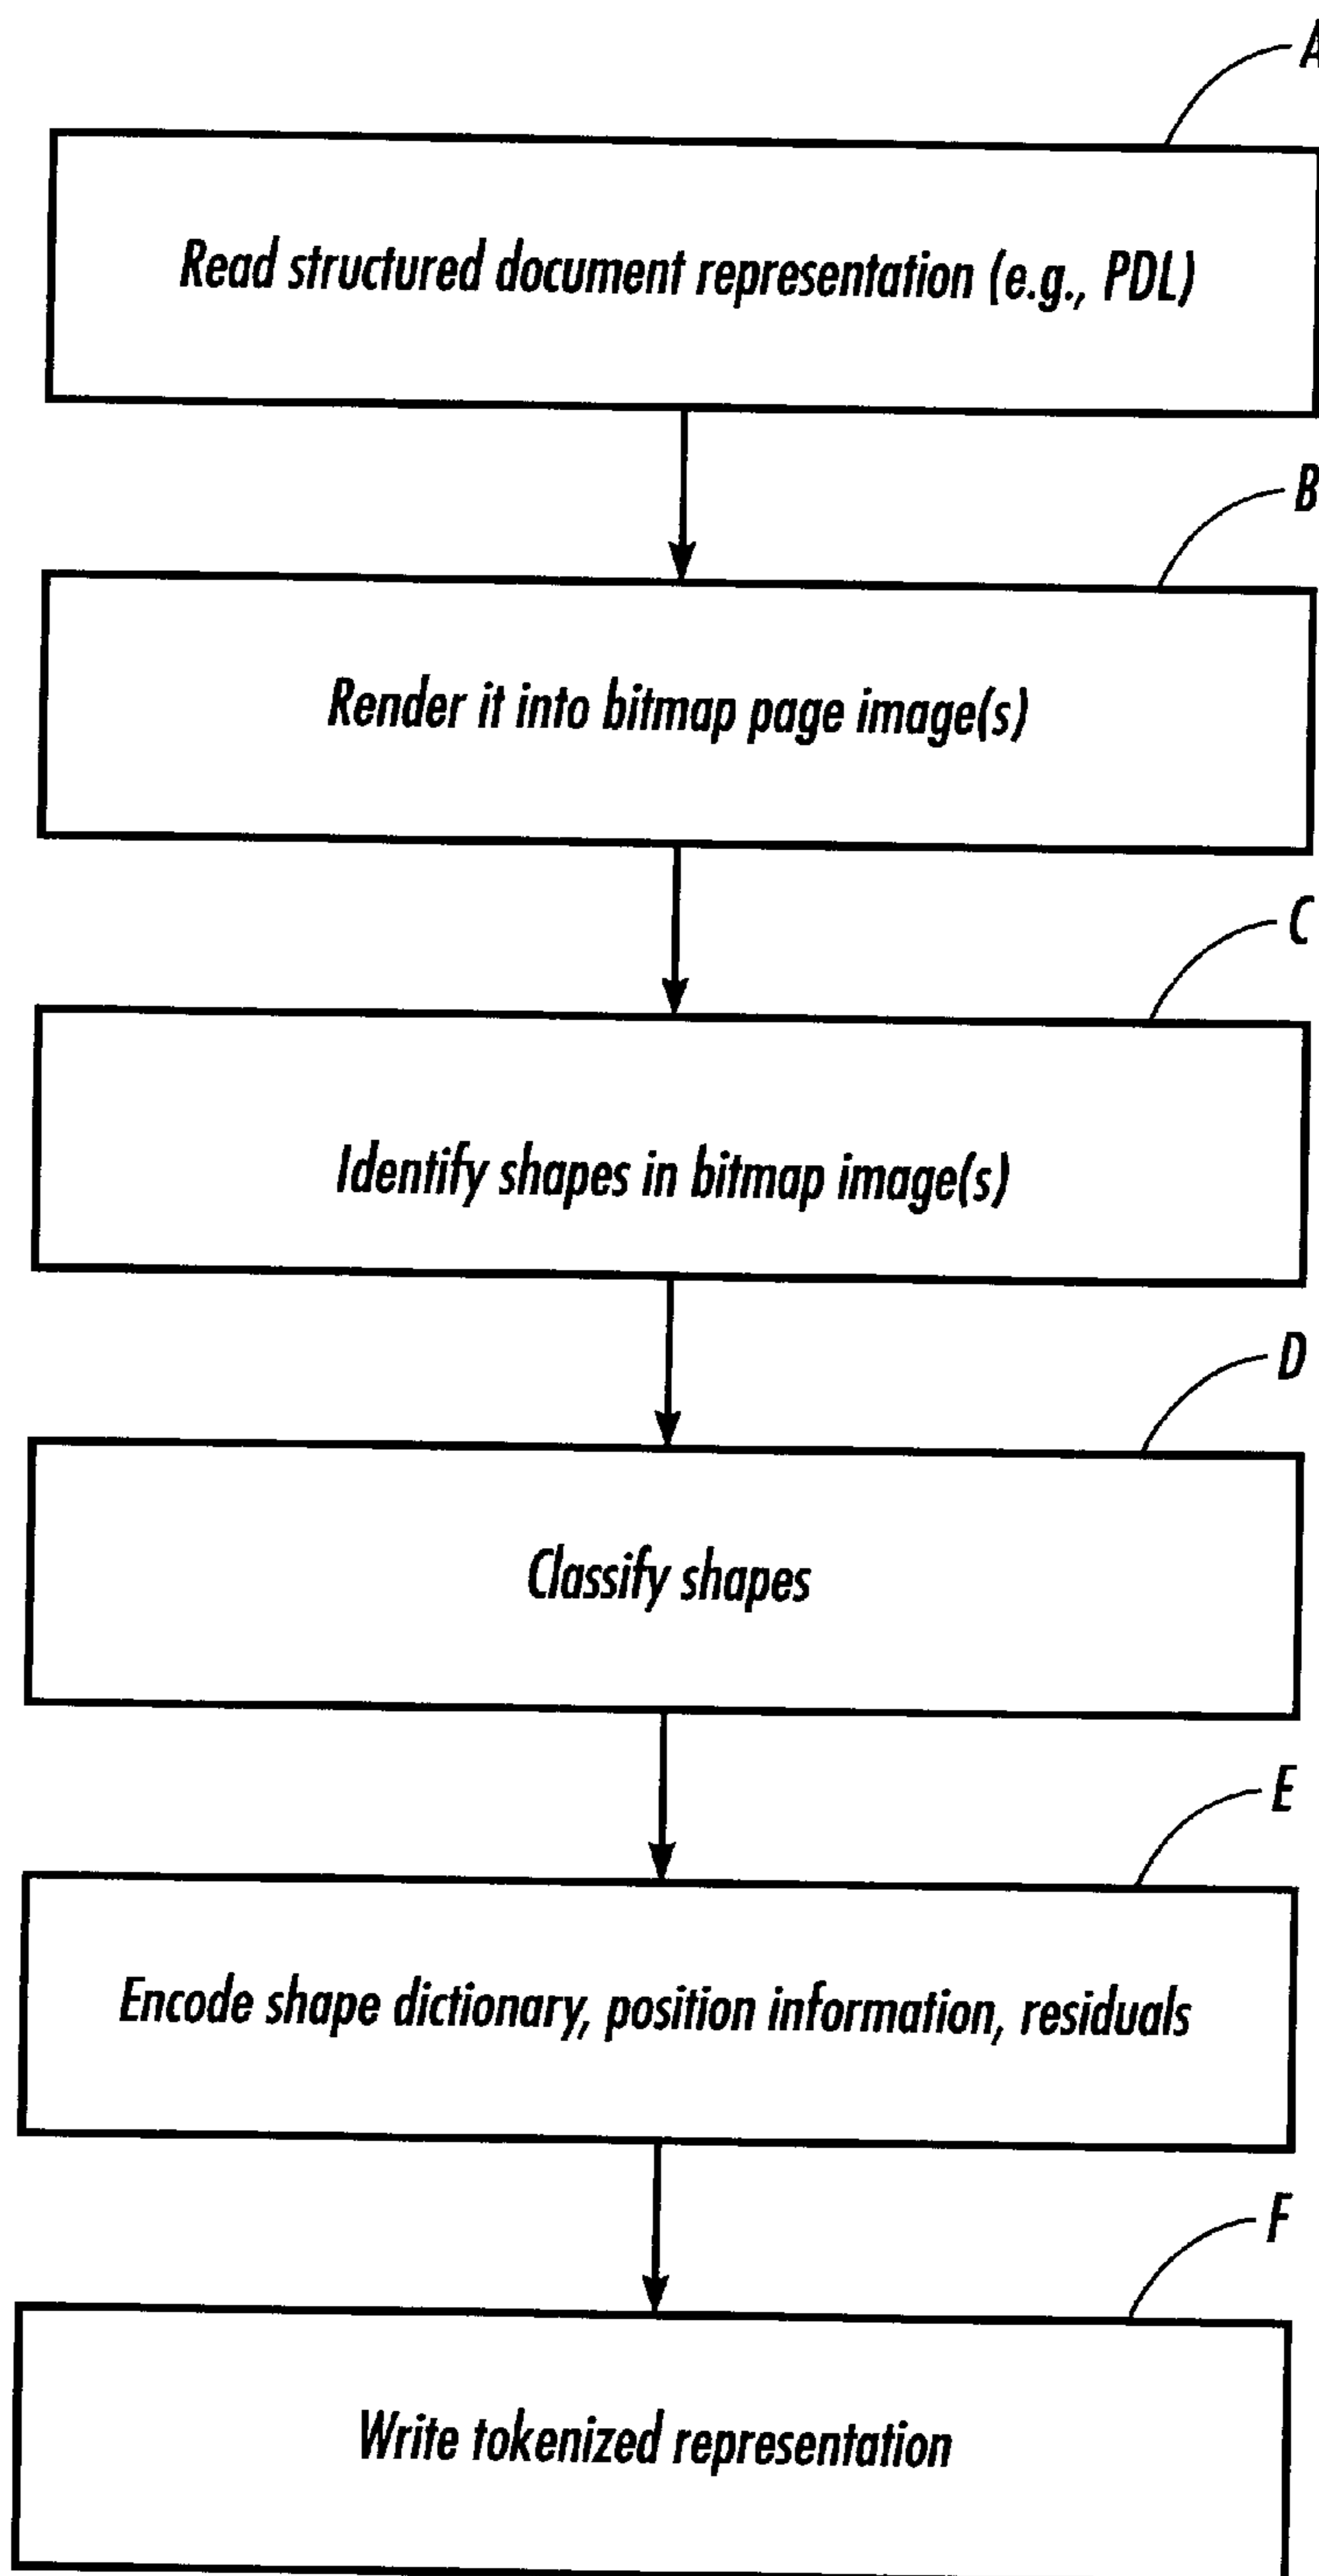 A
Read structured document representation (e.g., PDL)
B
Render it into bitmap page image(s)
C
Identify shapes in bitmap image(s)
D
Classify shapes
E
Encode shape dictionary, position information, residuals
F
Write tokenized representation